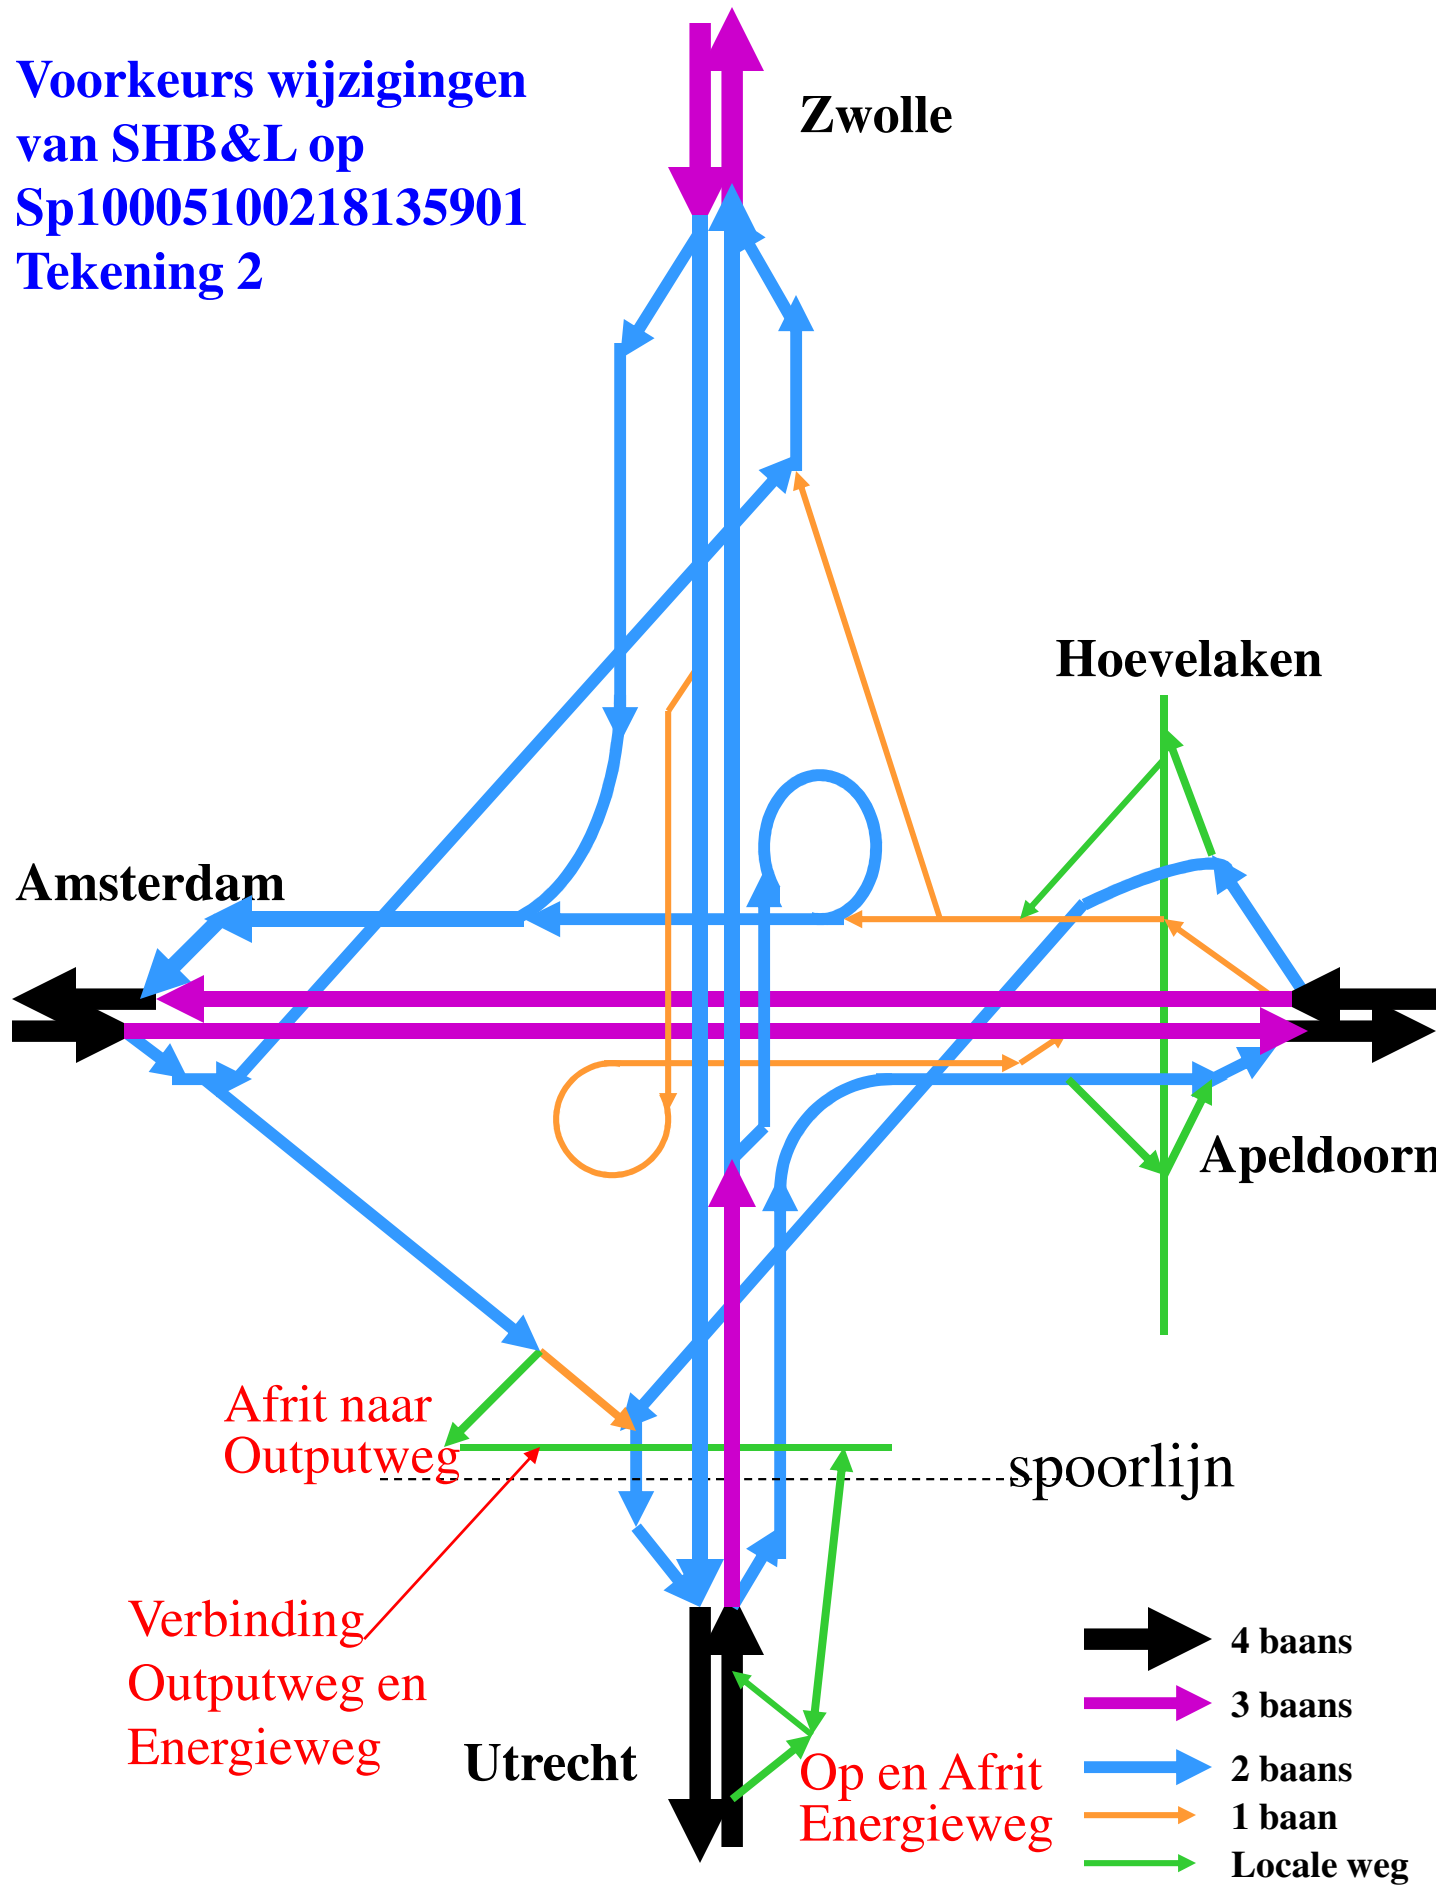 Voorkeurs wijzigingen
van SHB&L op
Sp10005100218135901
Tekening 2
Zwolle
Hoevelaken
Amsterdam
Apeldoorn
Afrit naar
Outputweg
spoorlijn
Verbinding
Outputweg en
Energieweg
Utrecht
Op en Afrit
Energieweg
4 baans
3 baans
2 baans
1 baan
Locale weg